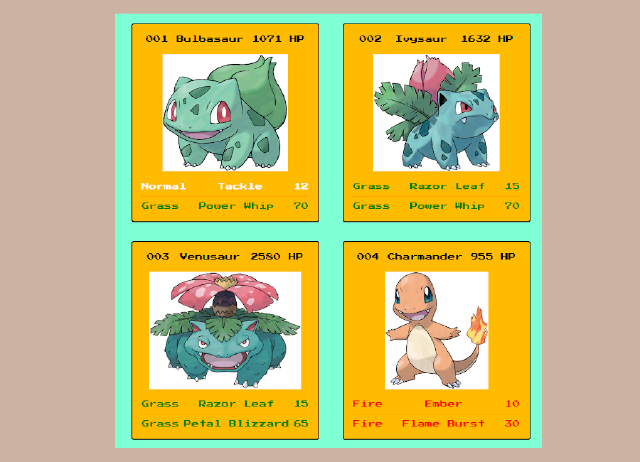 001 Bulbasaur 1071 HP
Normal Tackle 12
Grass Power Whip 70
002 Ivysaur 1632 HP
Grass Razor Leaf 15
Grass Power Whip 70
003 Venusaur 2580 HP
Grass Razor Leaf 15
Grass Petal Blizzard 65
004 Charmander 955 HP
Fire Ember 10
Fire Flame Burst 30